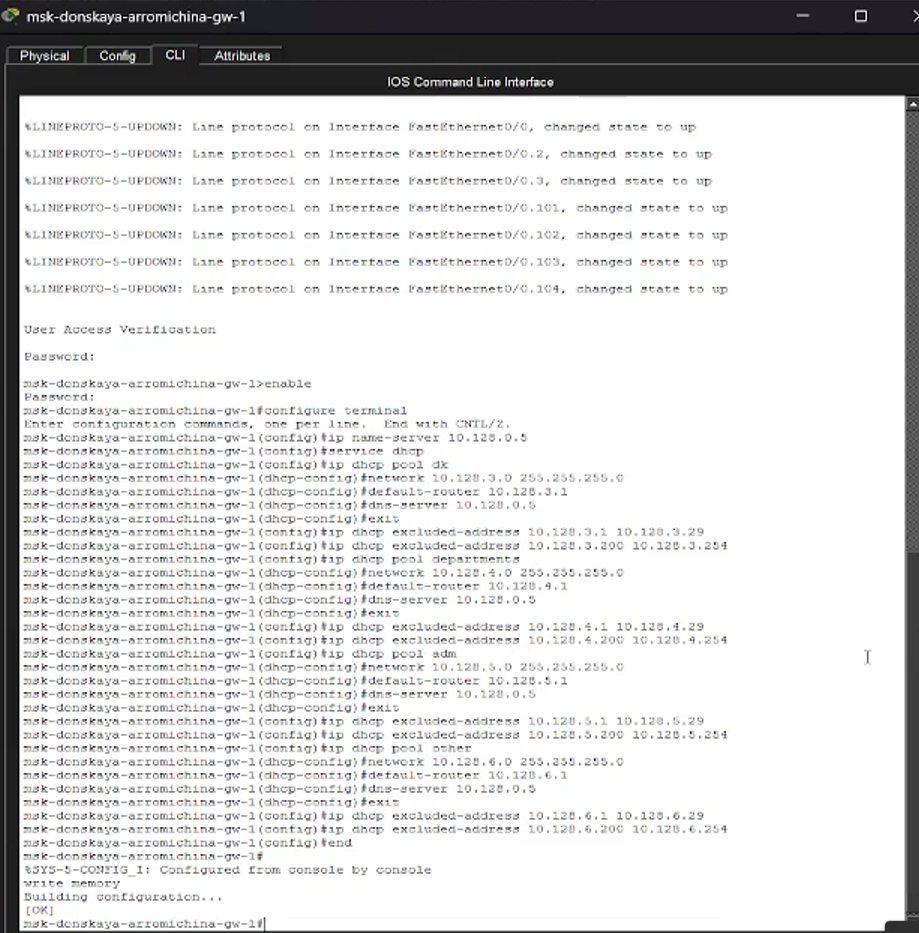 msk-donskaya-arromichina-gw-1
Physical Config CLI Attributes
IOS Command Line Interface
%LINEPROTO-5-UPDOWN: Line protocol on Interface FastEthernet0/0, changed state to up
%LINEPROTO-5-UPDOWN: Line protocol on Interface FastEthernet0/0.2, changed state to up
%LINEPROTO-5-UPDOWN: Line protocol on Interface FastEthernet0/0.3, changed state to up
%LINEPROTO-5-UPDOWN: Line protocol on Interface FastEthernet0/0.101, changed state to up
%LINEPROTO-5-UPDOWN: Line protocol on Interface FastEthernet0/0.102, changed state to up
%LINEPROTO-5-UPDOWN: Line protocol on Interface FastEthernet0/0.103, changed state to up
%LINEPROTO-5-UPDOWN: Line protocol on Interface FastEthernet0/0.104, changed state to up
User Access Verification
Password:
msk-donskaya-arromichina-gw-1>enable
Password:
msk-donskaya-arromichina-gw-1#configure terminal
Enter configuration commands, one per line.  End with CNTL/Z.
msk-donskaya-arromichina-gw-1(config)#ip name-server 10.128.0.5
msk-donskaya-arromichina-gw-1(config)#service dhcp
msk-donskaya-arromichina-gw-1(config)#ip dhcp pool dk
msk-donskaya-arromichina-gw-1(dhcp-config)#network 10.128.3.0 255.255.255.0
msk-donskaya-arromichina-gw-1(dhcp-config)#default-router 10.128.3.1
msk-donskaya-arromichina-gw-1(dhcp-config)#dns-server 10.128.0.5
msk-donskaya-arromichina-gw-1(dhcp-config)#exit
msk-donskaya-arromichina-gw-1(config)#ip dhcp excluded-address 10.128.3.1 10.128.3.29
msk-donskaya-arromichina-gw-1(config)#ip dhcp excluded-address 10.128.3.200 10.128.3.254
msk-donskaya-arromichina-gw-1(config)#ip dhcp pool departments
msk-donskaya-arromichina-gw-1(dhcp-config)#network 10.128.4.0 255.255.255.0
msk-donskaya-arromichina-gw-1(dhcp-config)#default-router 10.128.4.1
msk-donskaya-arromichina-gw-1(dhcp-config)#dns-server 10.128.0.5
msk-donskaya-arromichina-gw-1(dhcp-config)#exit
msk-donskaya-arromichina-gw-1(config)#ip dhcp excluded-address 10.128.4.1 10.128.4.29
msk-donskaya-arromichina-gw-1(config)#ip dhcp excluded-address 10.128.4.200 10.128.4.254
msk-donskaya-arromichina-gw-1(config)#ip dhcp pool adm
msk-donskaya-arromichina-gw-1(dhcp-config)#network 10.128.5.0 255.255.255.0
msk-donskaya-arromichina-gw-1(dhcp-config)#default-router 10.128.5.1
msk-donskaya-arromichina-gw-1(dhcp-config)#dns-server 10.128.0.5
msk-donskaya-arromichina-gw-1(dhcp-config)#exit
msk-donskaya-arromichina-gw-1(config)#ip dhcp excluded-address 10.128.5.1 10.128.5.29
msk-donskaya-arromichina-gw-1(config)#ip dhcp excluded-address 10.128.5.200 10.128.5.254
msk-donskaya-arromichina-gw-1(config)#ip dhcp pool other
msk-donskaya-arromichina-gw-1(dhcp-config)#network 10.128.6.0 255.255.255.0
msk-donskaya-arromichina-gw-1(dhcp-config)#default-router 10.128.6.1
msk-donskaya-arromichina-gw-1(dhcp-config)#dns-server 10.128.0.5
msk-donskaya-arromichina-gw-1(dhcp-config)#exit
msk-donskaya-arromichina-gw-1(config)#ip dhcp excluded-address 10.128.6.1 10.128.6.29
msk-donskaya-arromichina-gw-1(config)#ip dhcp excluded-address 10.128.6.200 10.128.6.254
msk-donskaya-arromichina-gw-1(config)#end
msk-donskaya-arromichina-gw-1#
%SYS-5-CONFIG_I: Configured from console by console
write memory
Building configuration...
[OK]
msk-donskaya-arromichina-gw-1#